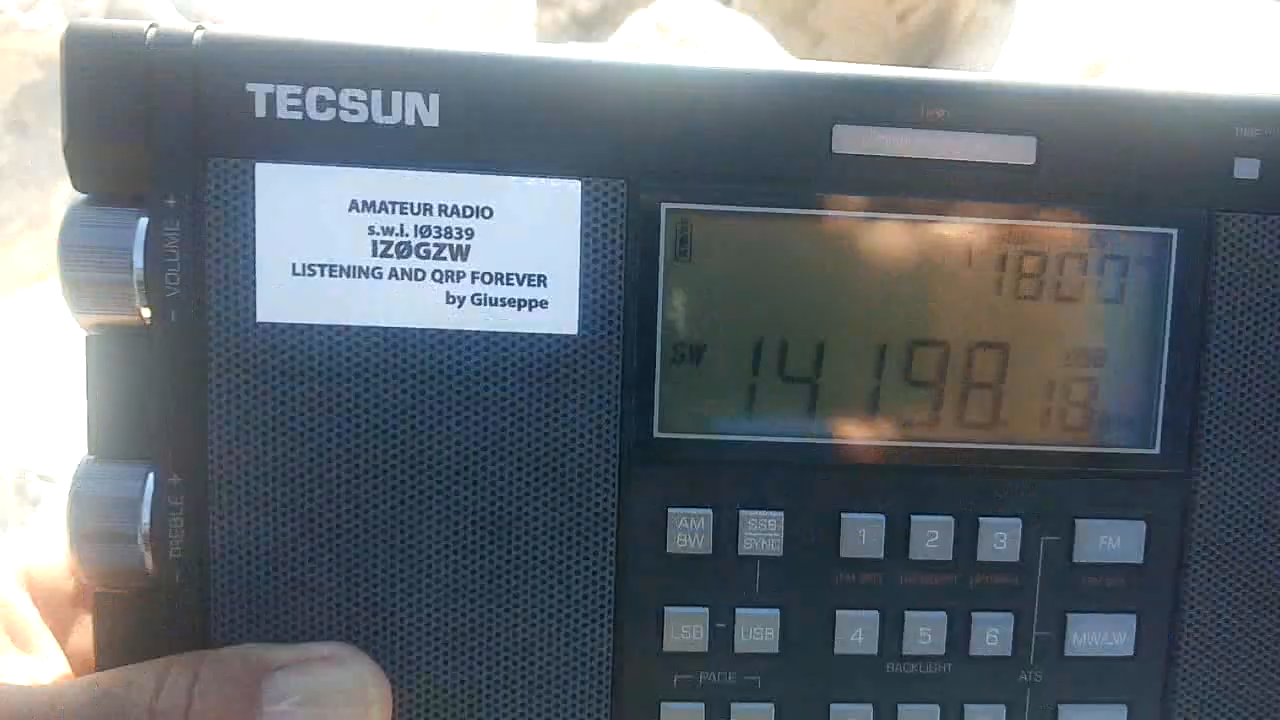 TECSUN
AMATEUR RADIO
s.w.i. IØ3839
IZØGZW
LISTENING AND QRP FOREVER
by Giuseppe
- VOLUME +
- TREBLE +
1800
SW 14198.18 USB
AM BW
SSB SYNC
1 2 3 FM
LSB - USB
4 5 6 MW/LW
BACKLIGHT
ATS
PAGE